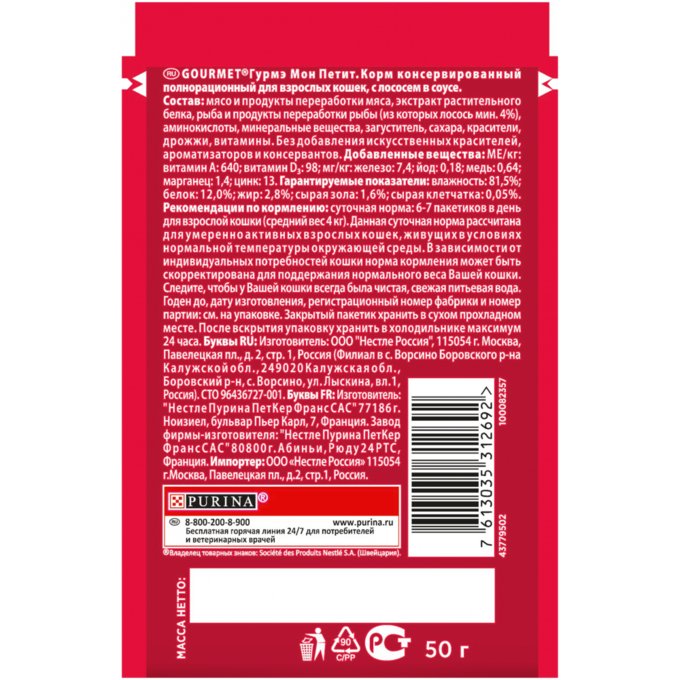 RU GOURMET®Гурмэ Мон Петит. Корм консервированный
полнорационный для взрослых кошек, с лососем в соусе.
Состав: мясо и продукты переработки мяса, экстракт растительного
белка, рыба и продукты переработки рыбы (из которых лосось мин. 4%),
аминокислоты, минеральные вещества, загуститель, сахара, красители,
дрожжи, витамины. Без добавления искусственных красителей,
ароматизаторов и консервантов. Добавленные вещества: МЕ/кг:
витамин А: 640; витамин D3: 98; мг/кг: железо: 7,4; йод: 0,18; медь: 0,64;
марганец: 1,4; цинк: 13. Гарантируемые показатели: влажность: 81,5%;
белок: 12,0%; жир: 2,8%; сырая зола: 1,6%; сырая клетчатка: 0,05%.
Рекомендации по кормлению: суточная норма: 6-7 пакетиков в день
для взрослой кошки (средний вес 4 кг). Данная суточная норма рассчитана
для умеренно активных взрослых кошек, живущих в условиях
нормальной температуры окружающей среды. В зависимости от
индивидуальных потребностей кошки норма кормления может быть
скорректирована для поддержания нормального веса Вашей кошки.
Следите, чтобы у Вашей кошки всегда была чистая, свежая питьевая вода.
Годен до, дату изготовления, регистрационный номер фабрики и номер
партии: см. на упаковке. Закрытый пакетик хранить в сухом прохладном
месте. После вскрытия упаковку хранить в холодильнике максимум
24 часа. Буквы RU: Изготовитель: ООО "Нестле Россия", 115054 г. Москва,
Павелецкая пл., д. 2, стр. 1, Россия (Филиал в с. Ворсино Боровского р-на
Калужской обл., 249020 Калужская обл.,
Боровский р-н, с. Ворсино, ул. Лыскина, вл.1,
Россия). СТО 96436727-001. Буквы FR: Изготовитель:
"Нестле Пурина ПетКер Франс САС" 77186 г.
Ноизиел, бульвар Пьер Карл, 7, Франция. Завод
фирмы-изготовителя: "Нестле Пурина ПетКер
Франс САС" 80800 г. Абиньи, Рю ду 24 РТС,
Франция. Импортер: ООО «Нестле Россия» 115054
г.Москва, Павелецкая пл., д.2, стр.1, Россия.
PURINA®
RU 8-800-200-8-900 www.purina.ru
Бесплатная горячая линия 24/7 для потребителей
и ветеринарных врачей
®Владелец товарных знаков: Société des Produits Nestlé S.A. (Швейцария).
7 613035 312692 >
100082357
43779502
МАССА НЕТТО:
90
C/PP
РСТ
50 г